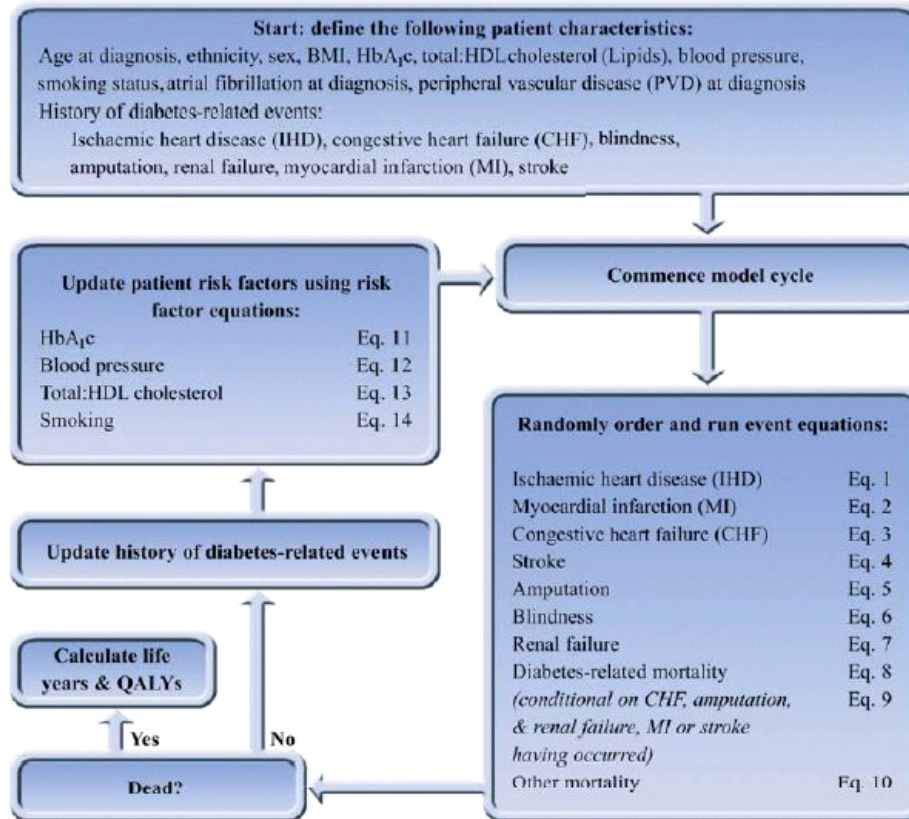 Start: define the following patient characteristics:
Age at diagnosis, ethnicity, sex, BMI, HbA₁c, total:HDL cholesterol (Lipids), blood pressure,
smoking status, atrial fibrillation at diagnosis, peripheral vascular disease (PVD) at diagnosis
History of diabetes-related events:
Ischaemic heart disease (IHD), congestive heart failure (CHF), blindness,
amputation, renal failure, myocardial infarction (MI), stroke
Commence model cycle
Update patient risk factors using risk
factor equations:
HbA₁c Eq. 11
Blood pressure Eq. 12
Total:HDL cholesterol Eq. 13
Smoking Eq. 14
Randomly order and run event equations:
Ischaemic heart disease (IHD) Eq. 1
Myocardial infarction (MI) Eq. 2
Congestive heart failure (CHF) Eq. 3
Stroke Eq. 4
Amputation Eq. 5
Blindness Eq. 6
Renal failure Eq. 7
Diabetes-related mortality Eq. 8
(conditional on CHF, amputation, Eq. 9
& renal failure, MI or stroke
having occurred)
Other mortality Eq. 10
Update history of diabetes-related events
Calculate life
years & QALYs
Yes No
Dead?